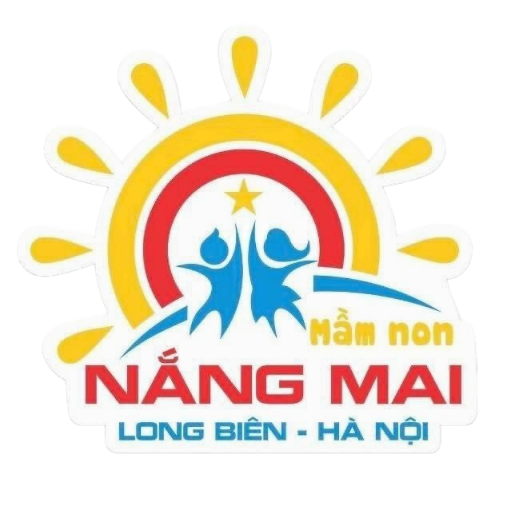 Mầm non
NẮNG MAI
LONG BIÊN - HÀ NỘI